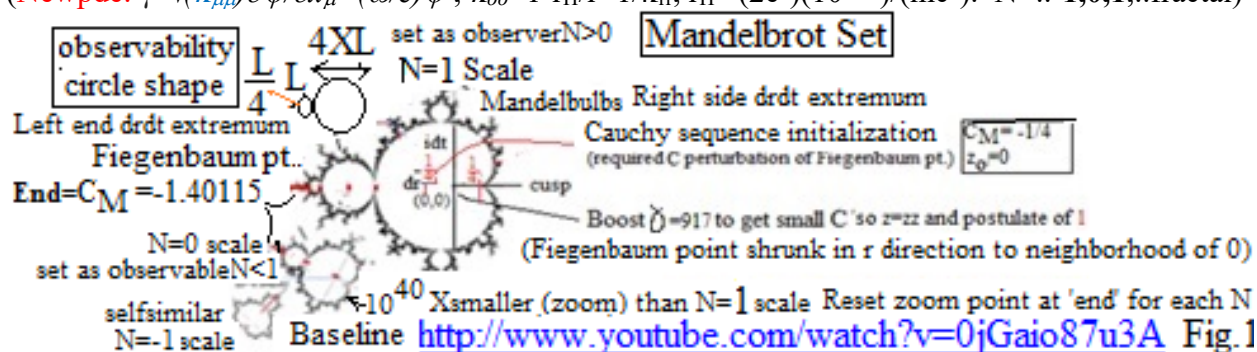 observability
circle shape
L
4
L
4XL
set as observerN>0
N=1 Scale
Mandelbrot Set
Mandelbulbs
Right side drdt extremum
Left end drdt extremum
Fiegenbaum pt..
End=CM =-1.40115
idt
dr
(0,0)
cusp
Cauchy sequence initialization
(required C perturbation of Fiegenbaum pt.)
CM= -1/4
zo=0
Boost =917 to get small C so z=zz and postulate of 1
(Fiegenbaum point shrunk in r direction to neighborhood of 0)
N=0 scale
set as observableN<1
selfsimilar
N=-1 scale
10^40 Xsmaller (zoom) than N=1 scale Reset zoom point at 'end' for each N
Baseline http://www.youtube.com/watch?v=0jGaio87u3A Fig.1